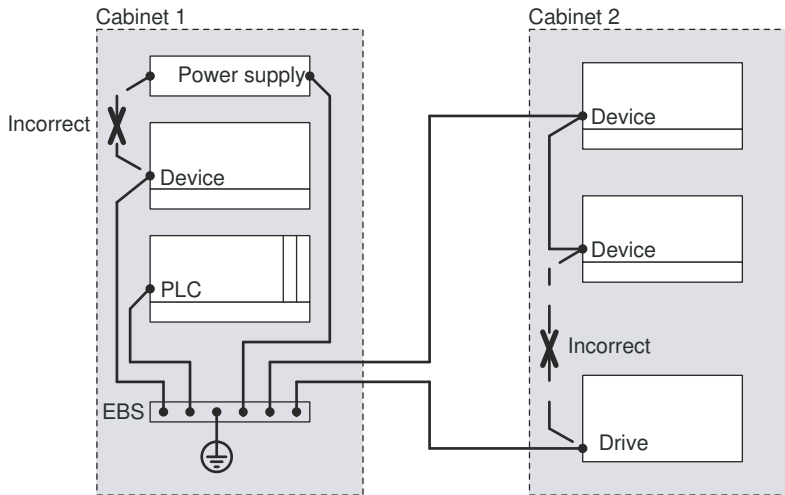 Cabinet 1
Power supply
Incorrect
Device
PLC
EBS
Cabinet 2
Device
Device
Incorrect
Drive